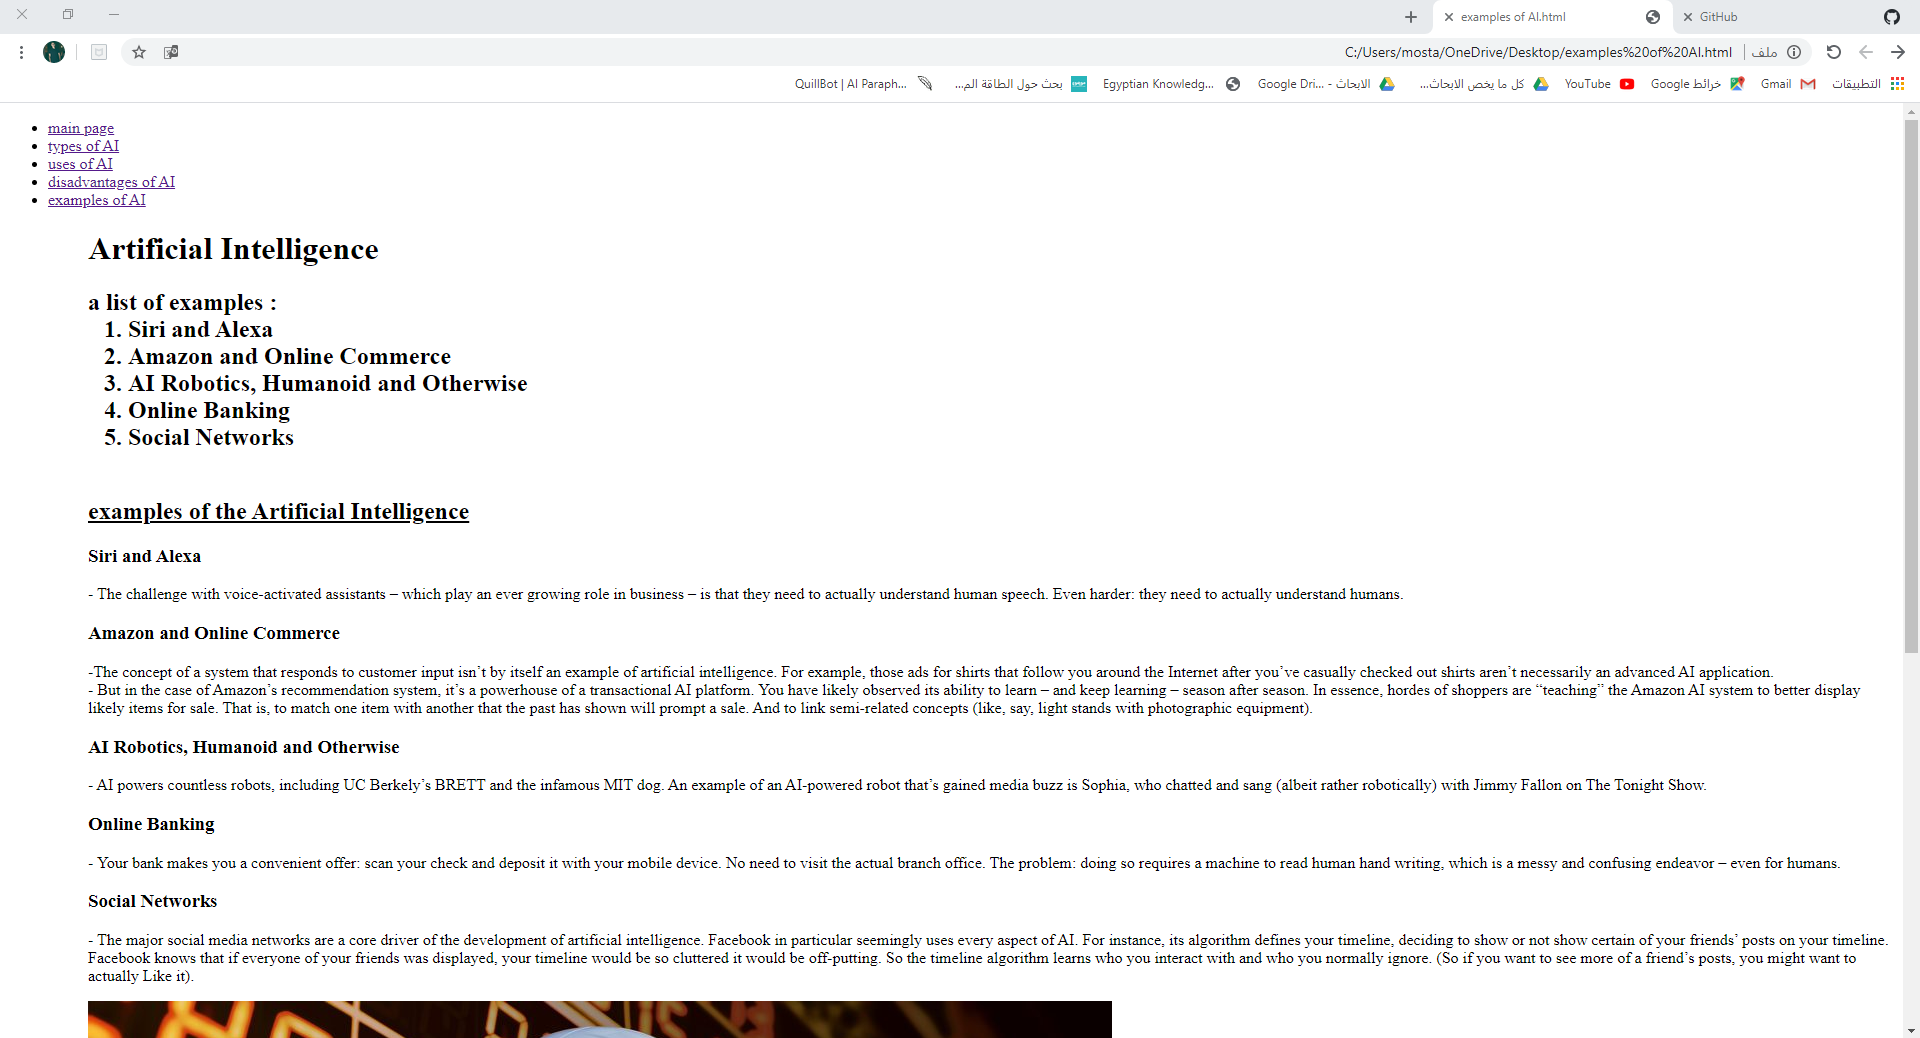 examples of AI.html
GitHub
C:/Users/mosta/OneDrive/Desktop/examples%20of%20AI.html
ملف
التطبيقات
Gmail
YouTube
خرائط Google
كل ما يخص الابحاث...
الابحاث - Google Dri...
Egyptian Knowledg...
بحث حول الطاقة الم...
QuillBot | AI Paraph...
main page
types of AI
uses of AI
disadvantages of AI
examples of AI
Artificial Intelligence
a list of examples :
1. Siri and Alexa
2. Amazon and Online Commerce
3. AI Robotics, Humanoid and Otherwise
4. Online Banking
5. Social Networks
examples of the Artificial Intelligence
Siri and Alexa
- The challenge with voice-activated assistants – which play an ever growing role in business – is that they need to actually understand human speech. Even harder: they need to actually understand humans.
Amazon and Online Commerce
-The concept of a system that responds to customer input isn’t by itself an example of artificial intelligence. For example, those ads for shirts that follow you around the Internet after you’ve casually checked out shirts aren’t necessarily an advanced AI application.
- But in the case of Amazon’s recommendation system, it’s a powerhouse of a transactional AI platform. You have likely observed its ability to learn – and keep learning – season after season. In essence, hordes of shoppers are “teaching” the Amazon AI system to better display
likely items for sale. That is, to match one item with another that the past has shown will prompt a sale. And to link semi-related concepts (like, say, light stands with photographic equipment).
AI Robotics, Humanoid and Otherwise
- AI powers countless robots, including UC Berkely’s BRETT and the infamous MIT dog. An example of an AI-powered robot that’s gained media buzz is Sophia, who chatted and sang (albeit rather robotically) with Jimmy Fallon on The Tonight Show.
Online Banking
- Your bank makes you a convenient offer: scan your check and deposit it with your mobile device. No need to visit the actual branch office. The problem: doing so requires a machine to read human hand writing, which is a messy and confusing endeavor – even for humans.
Social Networks
- The major social media networks are a core driver of the development of artificial intelligence. Facebook in particular seemingly uses every aspect of AI. For instance, its algorithm defines your timeline, deciding to show or not show certain of your friends’ posts on your timeline.
Facebook knows that if everyone of your friends was displayed, your timeline would be so cluttered it would be off-putting. So the timeline algorithm learns who you interact with and who you normally ignore. (So if you want to see more of a friend’s posts, you might want to
actually Like it).